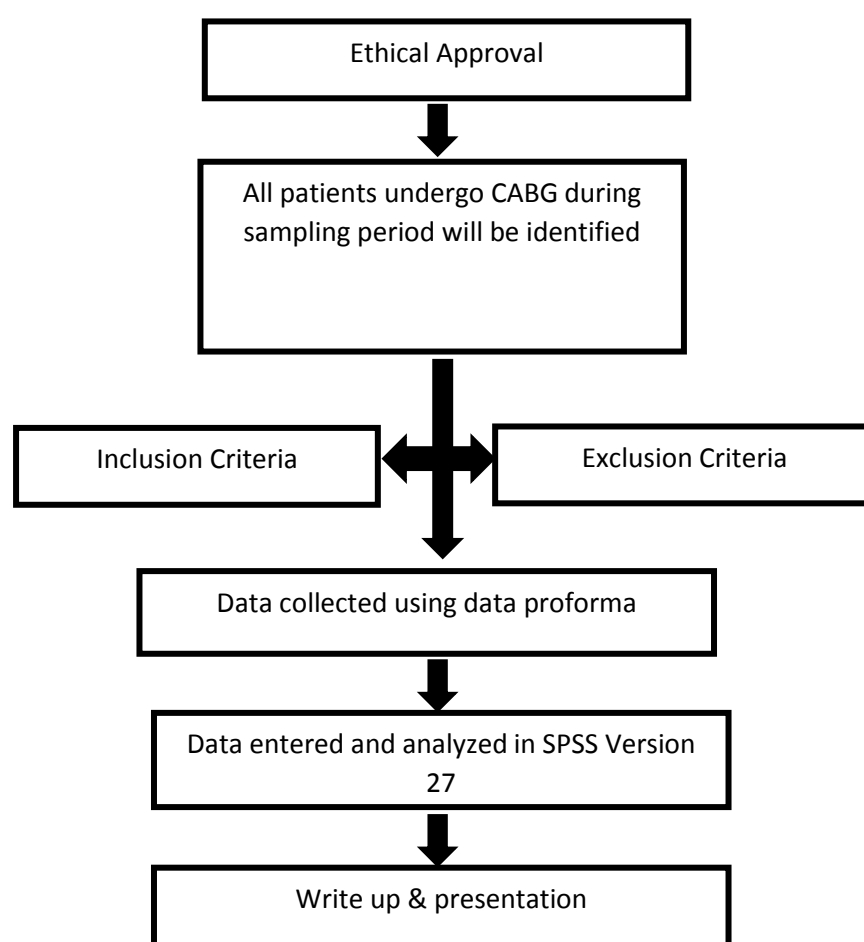 Ethical Approval
All patients undergo CABG during
sampling period will be identified
Inclusion Criteria
Exclusion Criteria
Data collected using data proforma
Data entered and analyzed in SPSS Version
27
Write up & presentation